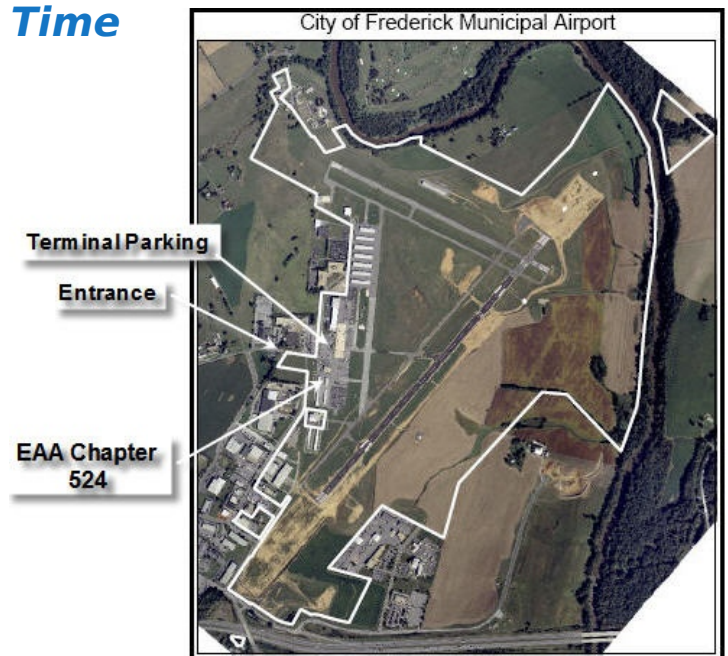 Time
City of Frederick Municipal Airport
Terminal Parking
Entrance
EAA Chapter
524